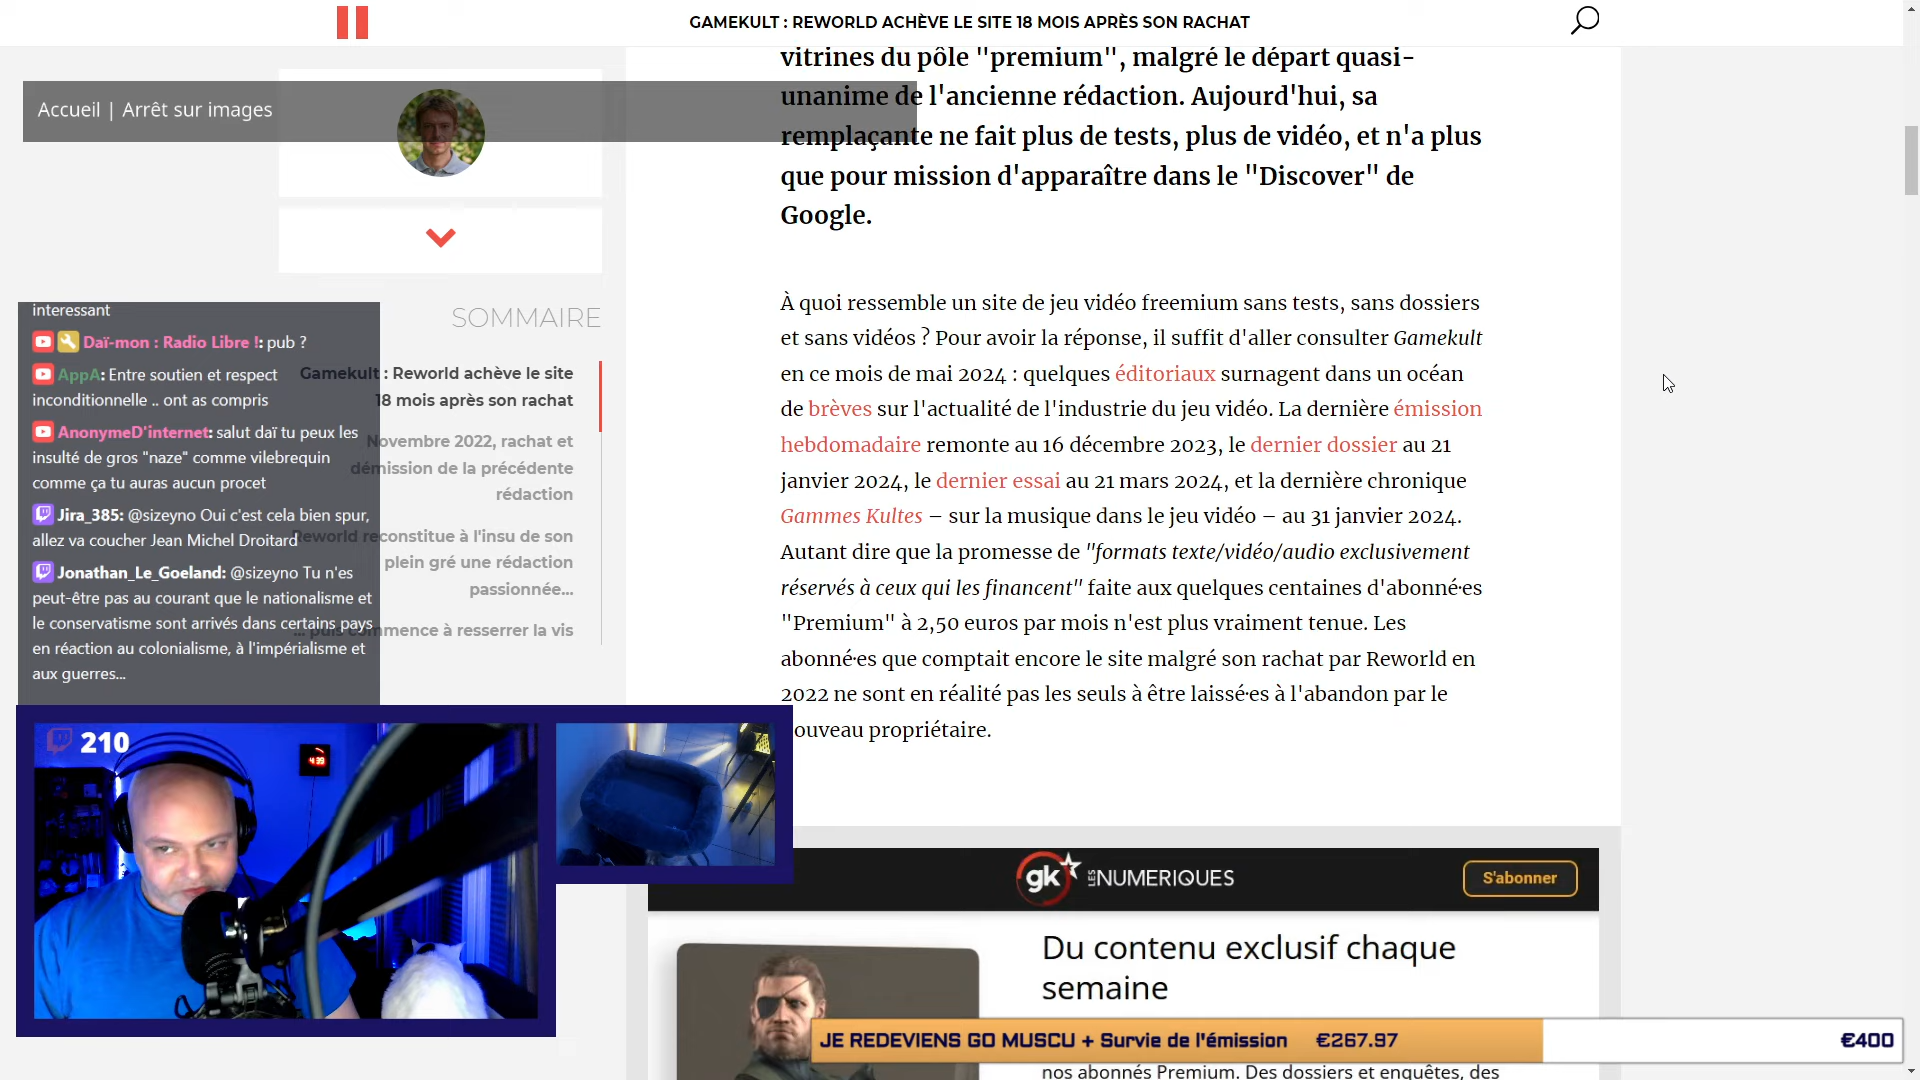 GAMEKULT : REWORLD ACHÈVE LE SITE 18 MOIS APRÈS SON RACHAT
vitrines du pôle "premium", malgré le départ quasi-
unanime de l'ancienne rédaction. Aujourd'hui, sa
remplaçante ne fait plus de tests, plus de vidéo, et n'a plus
que pour mission d'apparaître dans le "Discover" de
Google.
Accueil | Arrêt sur images
À quoi ressemble un site de jeu vidéo freemium sans tests, sans dossiers
et sans vidéos ? Pour avoir la réponse, il suffit d'aller consulter Gamekult
en ce mois de mai 2024 : quelques éditoriaux surnagent dans un océan
de brèves sur l'actualité de l'industrie du jeu vidéo. La dernière émission
hebdomadaire remonte au 16 décembre 2023, le dernier dossier au 21
janvier 2024, le dernier essai au 21 mars 2024, et la dernière chronique
Gammes Kultes – sur la musique dans le jeu vidéo – au 31 janvier 2024.
Autant dire que la promesse de "formats texte/vidéo/audio exclusivement
réservés à ceux qui les financent" faite aux quelques centaines d'abonné·es
"Premium" à 2,50 euros par mois n'est plus vraiment tenue. Les
abonné·es que comptait encore le site malgré son rachat par Reworld en
2022 ne sont en réalité pas les seuls à être laissé·es à l'abandon par le
ouveau propriétaire.
SOMMAIRE
Gamekult : Reworld achève le site
18 mois après son rachat
Novembre 2022, rachat et
démission de la précédente
rédaction
Reworld reconstitue à l'insu de son
plein gré une rédaction
passionnée...
... puis commence à resserrer la vis
interessant
Daï-mon : Radio Libre !: pub ?
AppA: Entre soutien et respect
inconditionnelle .. ont as compris
AnonymeD'internet: salut daï tu peux les
insulté de gros "naze" comme vilebrequin
comme ça tu auras aucun procet
Jira_385: @sizeyno Oui c'est cela bien spur,
allez va coucher Jean Michel Droitard
Jonathan_Le_Goeland: @sizeyno Tu n'es
peut-être pas au courant que le nationalisme et
le conservatisme sont arrivés dans certains pays
en réaction au colonialisme, à l'impérialisme et
aux guerres...
210
gk LES NUMERIQUES
S'abonner
Du contenu exclusif chaque
semaine
JE REDEVIENS GO MUSCU + Survie de l'émission €267.97 €400
nos abonnés Premium. Des dossiers et enquêtes, des